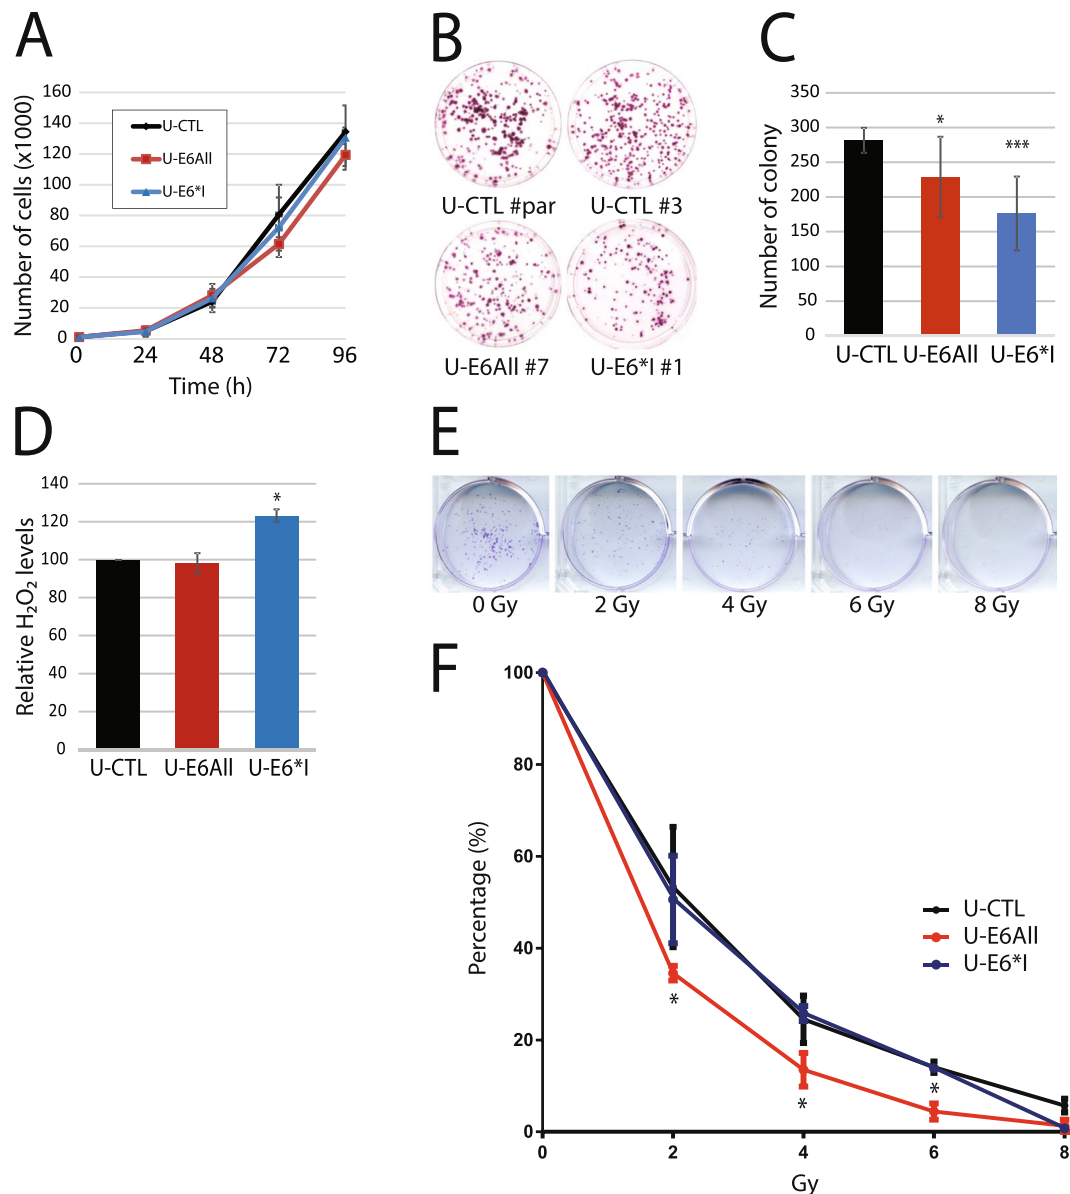 A
Number of cells (x1000)
160
140
120
100
80
60
40
20
0
U-CTL
U-E6All
U-E6*I
0 24 48 72 96
Time (h)
B
U-CTL #par U-CTL #3
U-E6All #7 U-E6*I #1
C
Number of colony
350
300
250
200
150
100
50
0
*
***
U-CTL U-E6All U-E6*I
D
Relative H₂O₂ levels
140
120
100
80
60
40
20
0
*
U-CTL U-E6All U-E6*I
E
0 Gy 2 Gy 4 Gy 6 Gy 8 Gy
F
Percentage (%)
100
80
60
40
20
0
*
*
*
U-CTL
U-E6All
U-E6*I
0 2 4 6 8
Gy